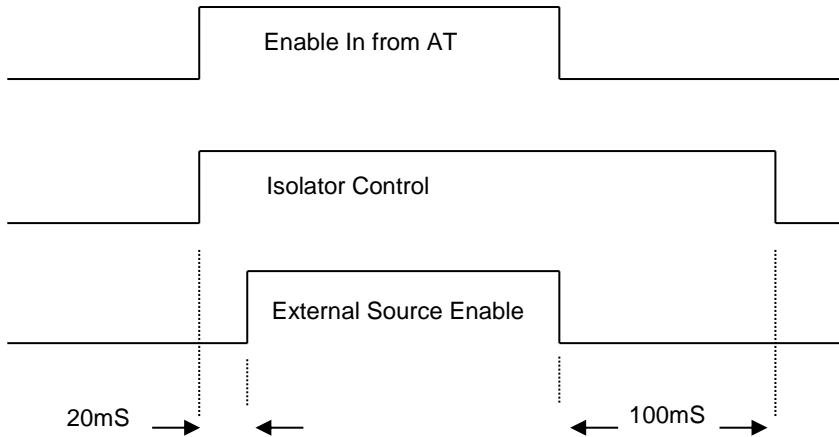 Enable In from AT
Isolator Control
External Source Enable
20mS
100mS